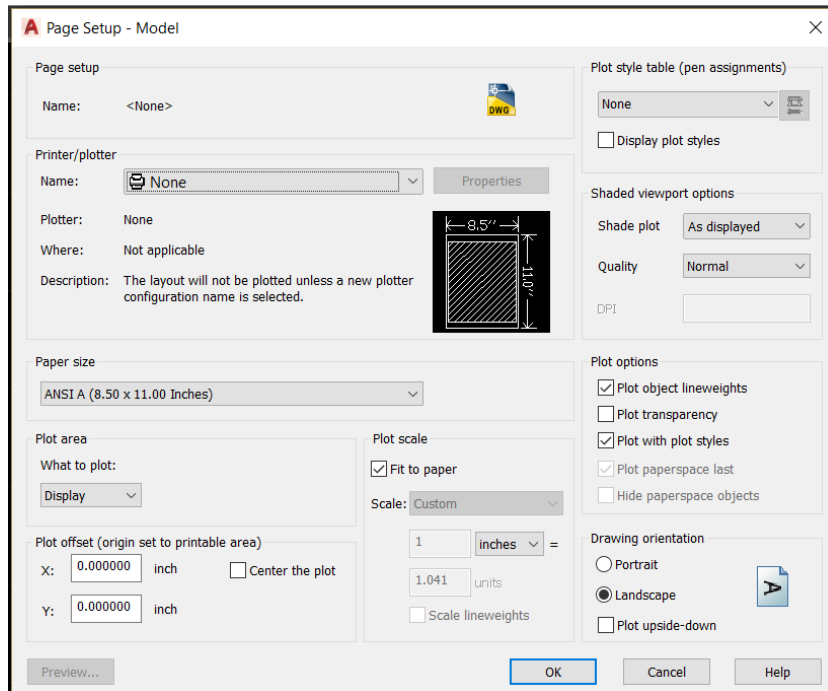 Page Setup - Model
Page setup
Name: <None>
DWG
Printer/plotter
Name: None Properties
Plotter: None
Where: Not applicable
Description: The layout will not be plotted unless a new plotter
configuration name is selected.
8.5’’
11.0’’
Paper size
ANSI A (8.50 x 11.00 Inches)
Plot area
What to plot:
Display
Plot offset (origin set to printable area)
X: 0.000000 inch Center the plot
Y: 0.000000 inch
Plot scale
Fit to paper
Scale: Custom
1 inches =
1.041 units
Scale lineweights
Plot style table (pen assignments)
None
Display plot styles
Shaded viewport options
Shade plot As displayed
Quality Normal
DPI
Plot options
Plot object lineweights
Plot transparency
Plot with plot styles
Plot paperspace last
Hide paperspace objects
Drawing orientation
Portrait
Landscape
A
Plot upside-down
Preview... OK Cancel Help